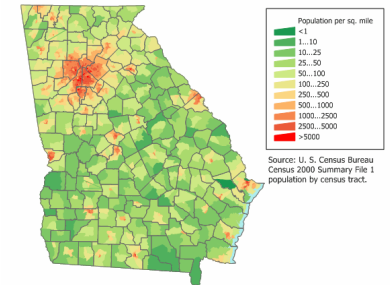 Population per sq. mile
<1
1...10
10...25
25...50
50...100
100...250
250...500
500...1000
1000...2500
2500...5000
>5000
Source: U. S. Census Bureau
Census 2000 Summary File 1
population by census tract.